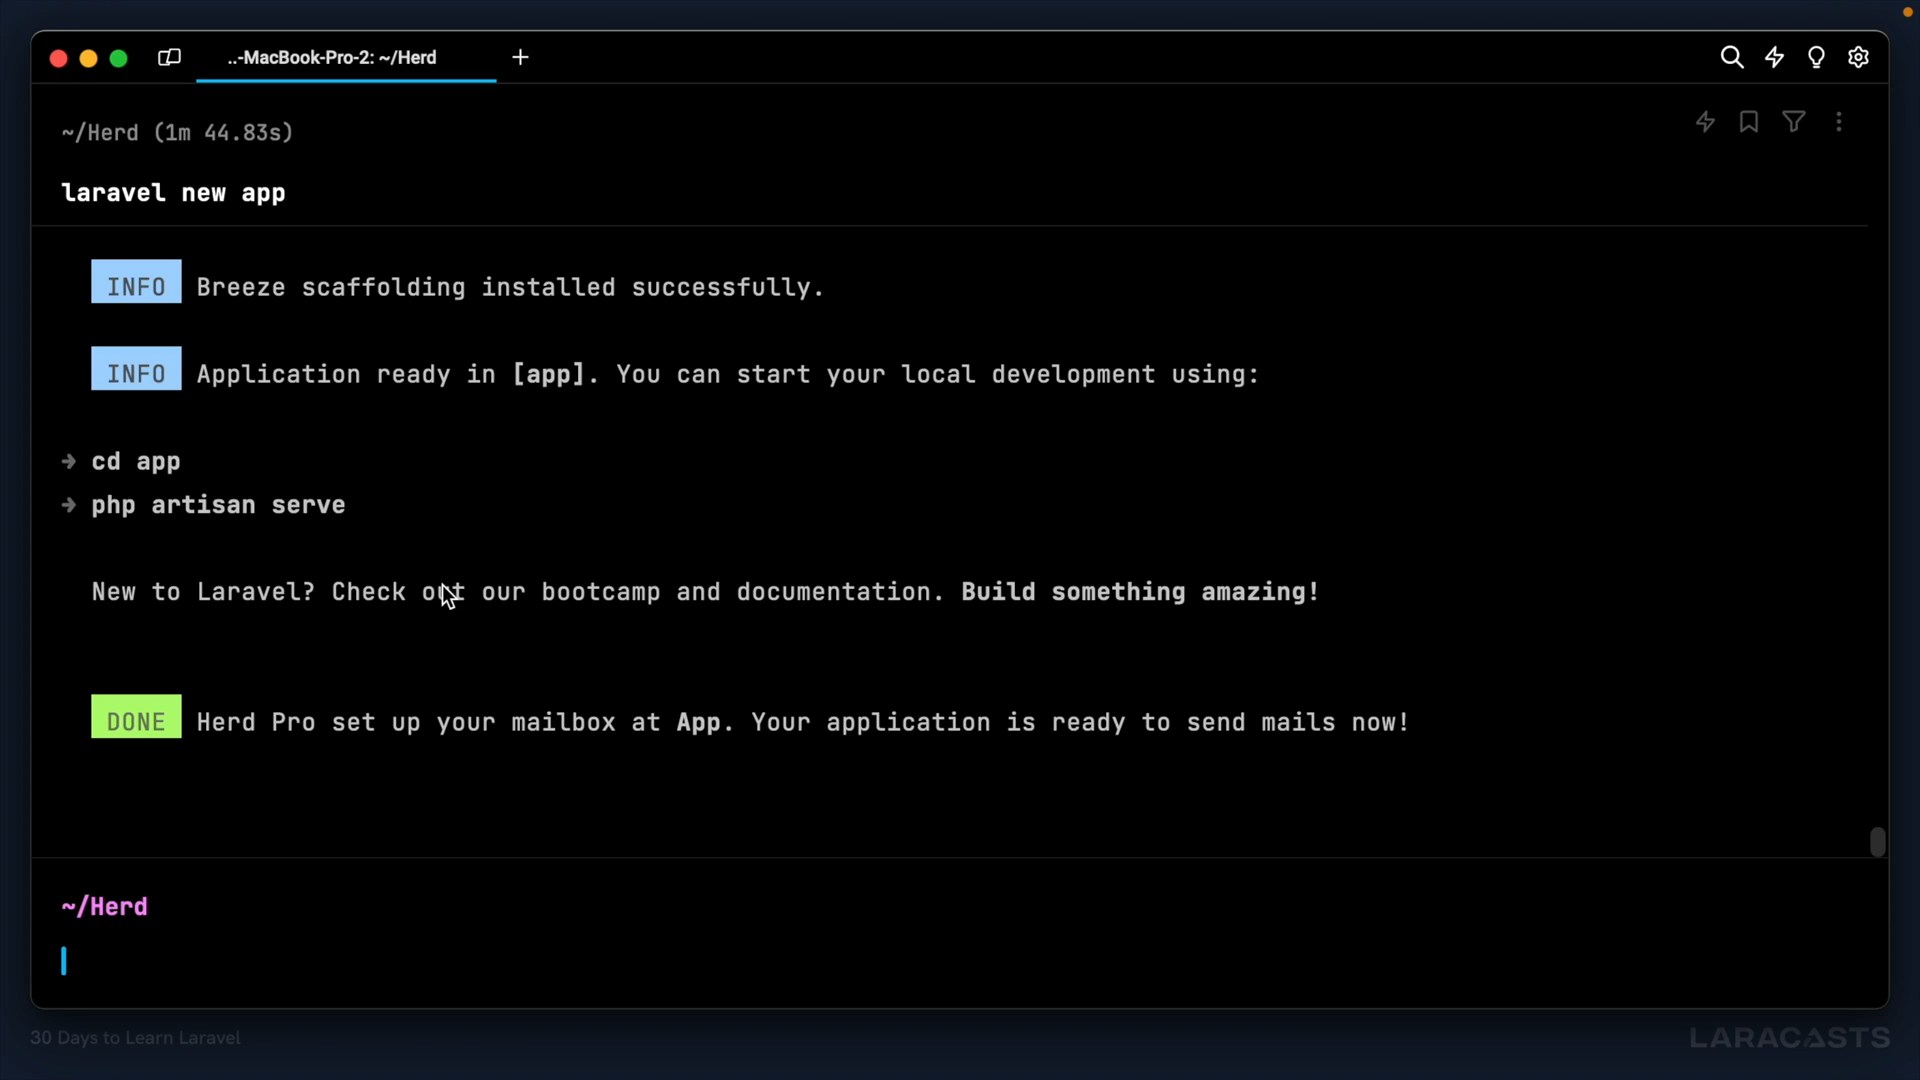 ..-MacBook-Pro-2: ~/Herd
~/Herd (1m 44.83s)
laravel new app
INFO Breeze scaffolding installed successfully.
INFO Application ready in [app]. You can start your local development using:
➜ cd app
➜ php artisan serve
New to Laravel? Check out our bootcamp and documentation. Build something amazing!
DONE Herd Pro set up your mailbox at App. Your application is ready to send mails now!
~/Herd
30 Days to Learn Laravel
LARACASTS